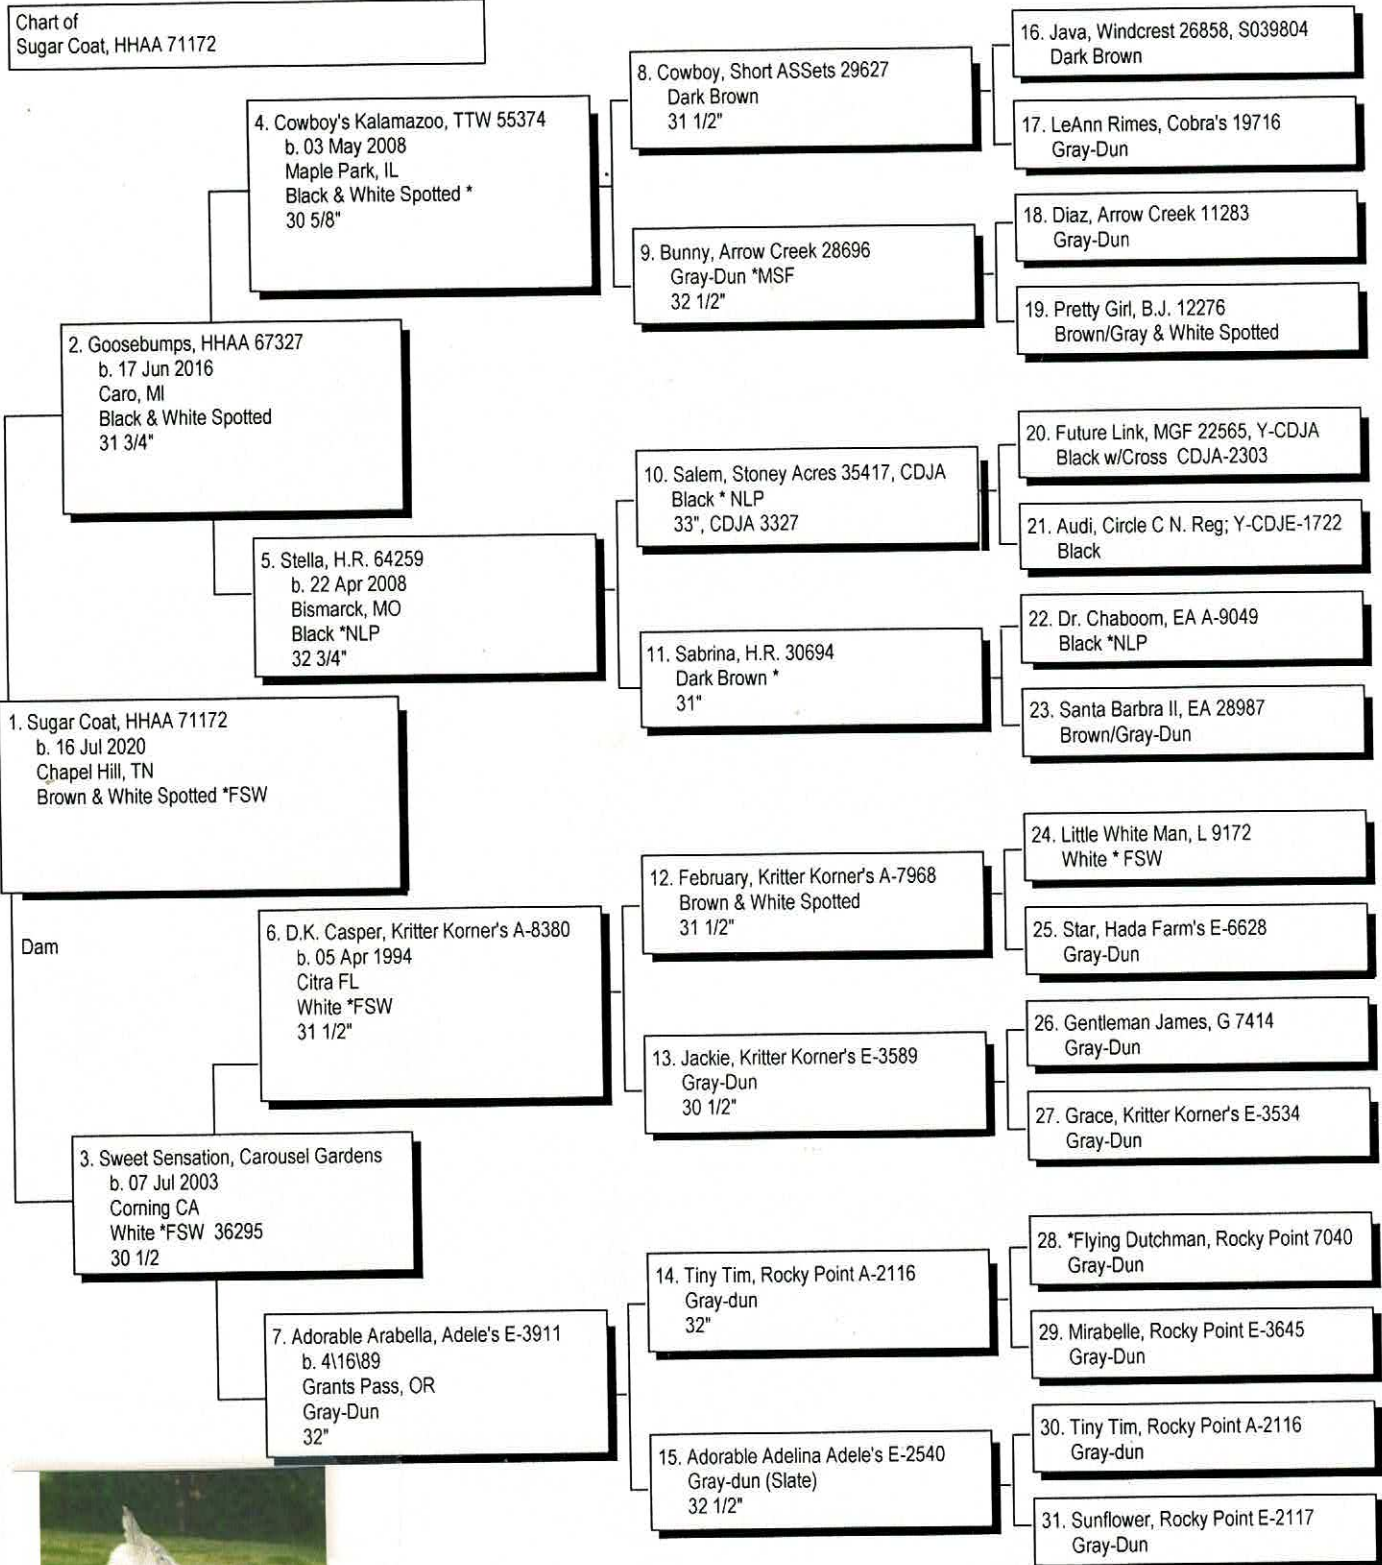 Chart of
Sugar Coat, HHAA 71172
1. Sugar Coat, HHAA 71172
b. 16 Jul 2020
Chapel Hill, TN
Brown & White Spotted *FSW
Dam
2. Goosebumps, HHAA 67327
b. 17 Jun 2016
Caro, MI
Black & White Spotted
31 3/4"
3. Sweet Sensation, Carousel Gardens
b. 07 Jul 2003
Corning CA
White *FSW 36295
30 1/2
4. Cowboy's Kalamazoo, TTW 55374
b. 03 May 2008
Maple Park, IL
Black & White Spotted *
30 5/8"
5. Stella, H.R. 64259
b. 22 Apr 2008
Bismarck, MO
Black *NLP
32 3/4"
6. D.K. Casper, Kritter Korner's A-8380
b. 05 Apr 1994
Citra FL
White *FSW
31 1/2"
7. Adorable Arabella, Adele's E-3911
b. 4\16\89
Grants Pass, OR
Gray-Dun
32"
8. Cowboy, Short ASSets 29627
Dark Brown
31 1/2"
9. Bunny, Arrow Creek 28696
Gray-Dun *MSF
32 1/2"
10. Salem, Stoney Acres 35417, CDJA
Black * NLP
33", CDJA 3327
11. Sabrina, H.R. 30694
Dark Brown *
31"
12. February, Kritter Korner's A-7968
Brown & White Spotted
31 1/2"
13. Jackie, Kritter Korner's E-3589
Gray-Dun
30 1/2"
14. Tiny Tim, Rocky Point A-2116
Gray-dun
32"
15. Adorable Adelina Adele's E-2540
Gray-dun (Slate)
32 1/2"
16. Java, Windcrest 26858, S039804
Dark Brown
17. LeAnn Rimes, Cobra's 19716
Gray-Dun
18. Diaz, Arrow Creek 11283
Gray-Dun
19. Pretty Girl, B.J. 12276
Brown/Gray & White Spotted
20. Future Link, MGF 22565, Y-CDJA
Black w/Cross CDJA-2303
21. Audi, Circle C N. Reg; Y-CDJE-1722
Black
22. Dr. Chaboom, EA A-9049
Black *NLP
23. Santa Barbra II, EA 28987
Brown/Gray-Dun
24. Little White Man, L 9172
White * FSW
25. Star, Hada Farm's E-6628
Gray-Dun
26. Gentleman James, G 7414
Gray-Dun
27. Grace, Kritter Korner's E-3534
Gray-Dun
28. *Flying Dutchman, Rocky Point 7040
Gray-Dun
29. Mirabelle, Rocky Point E-3645
Gray-Dun
30. Tiny Tim, Rocky Point A-2116
Gray-dun
31. Sunflower, Rocky Point E-2117
Gray-Dun